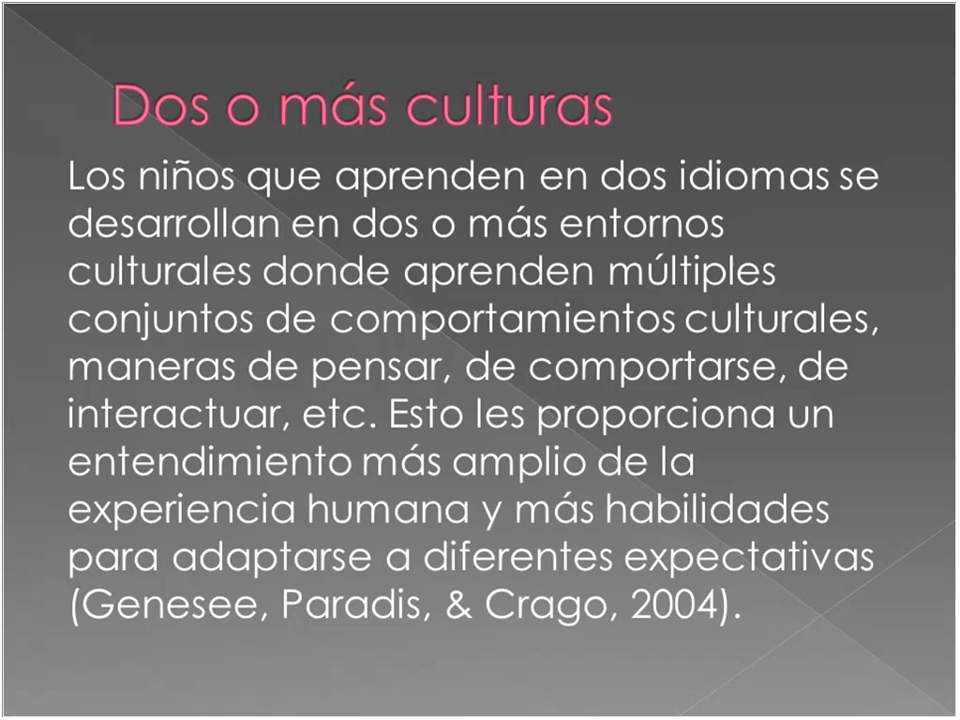 Dos o más culturas
Los niños que aprenden en dos idiomas se
desarrollan en dos o más entornos
culturales donde aprenden múltiples
conjuntos de comportamientos culturales,
maneras de pensar, de comportarse, de
interactuar, etc. Esto les proporciona un
entendimiento más amplio de la
experiencia humana y más habilidades
para adaptarse a diferentes expectativas
(Genesee, Paradis, & Crago, 2004).